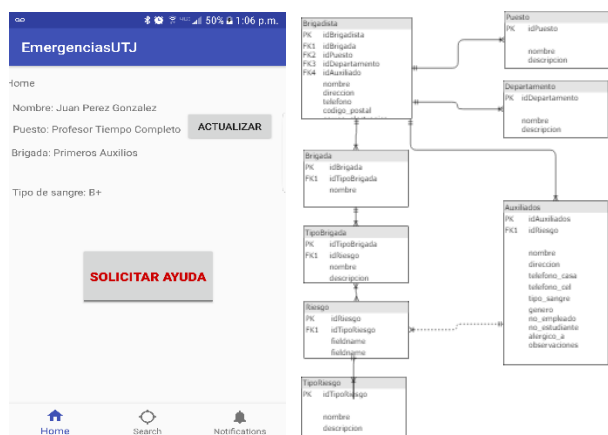 50% 1:06 p.m.
EmergenciasUTJ
Home
Nombre: Juan Perez Gonzalez
Puesto: Profesor Tiempo Completo
ACTUALIZAR
Brigada: Primeros Auxilios
Tipo de sangre: B+
SOLICITAR AYUDA
Home
Search
Notifications
Brigadista
PK idBrigadista
FK1 idBrigada
FK2 idPuesto
FK3 idDepartamento
FK4 idAuxiliado
nombre
direccion
telefono
codigo_postal
Puesto
PK idPuesto
nombre
descripcion
Departamento
PK idDepartamento
nombre
descripcion
Brigada
PK idBrigada
FK1 idTipoBrigada
nombre
TipoBrigada
PK idTipoBrigada
FK1 idRiesgo
nombre
descripcion
Auxiliados
PK idAuxiliados
FK1 idRiesgo
nombre
direccion
telefono_casa
telefono_cel
tipo_sangre
genero
no_empleado
no_estudiante
alergico_a
observaciones
Riesgo
PK idRiesgo
FK1 idTipoRiesgo
fieldname
fieldname
TipoRiesgo
PK idTipoRiesgo
nombre
descripcion